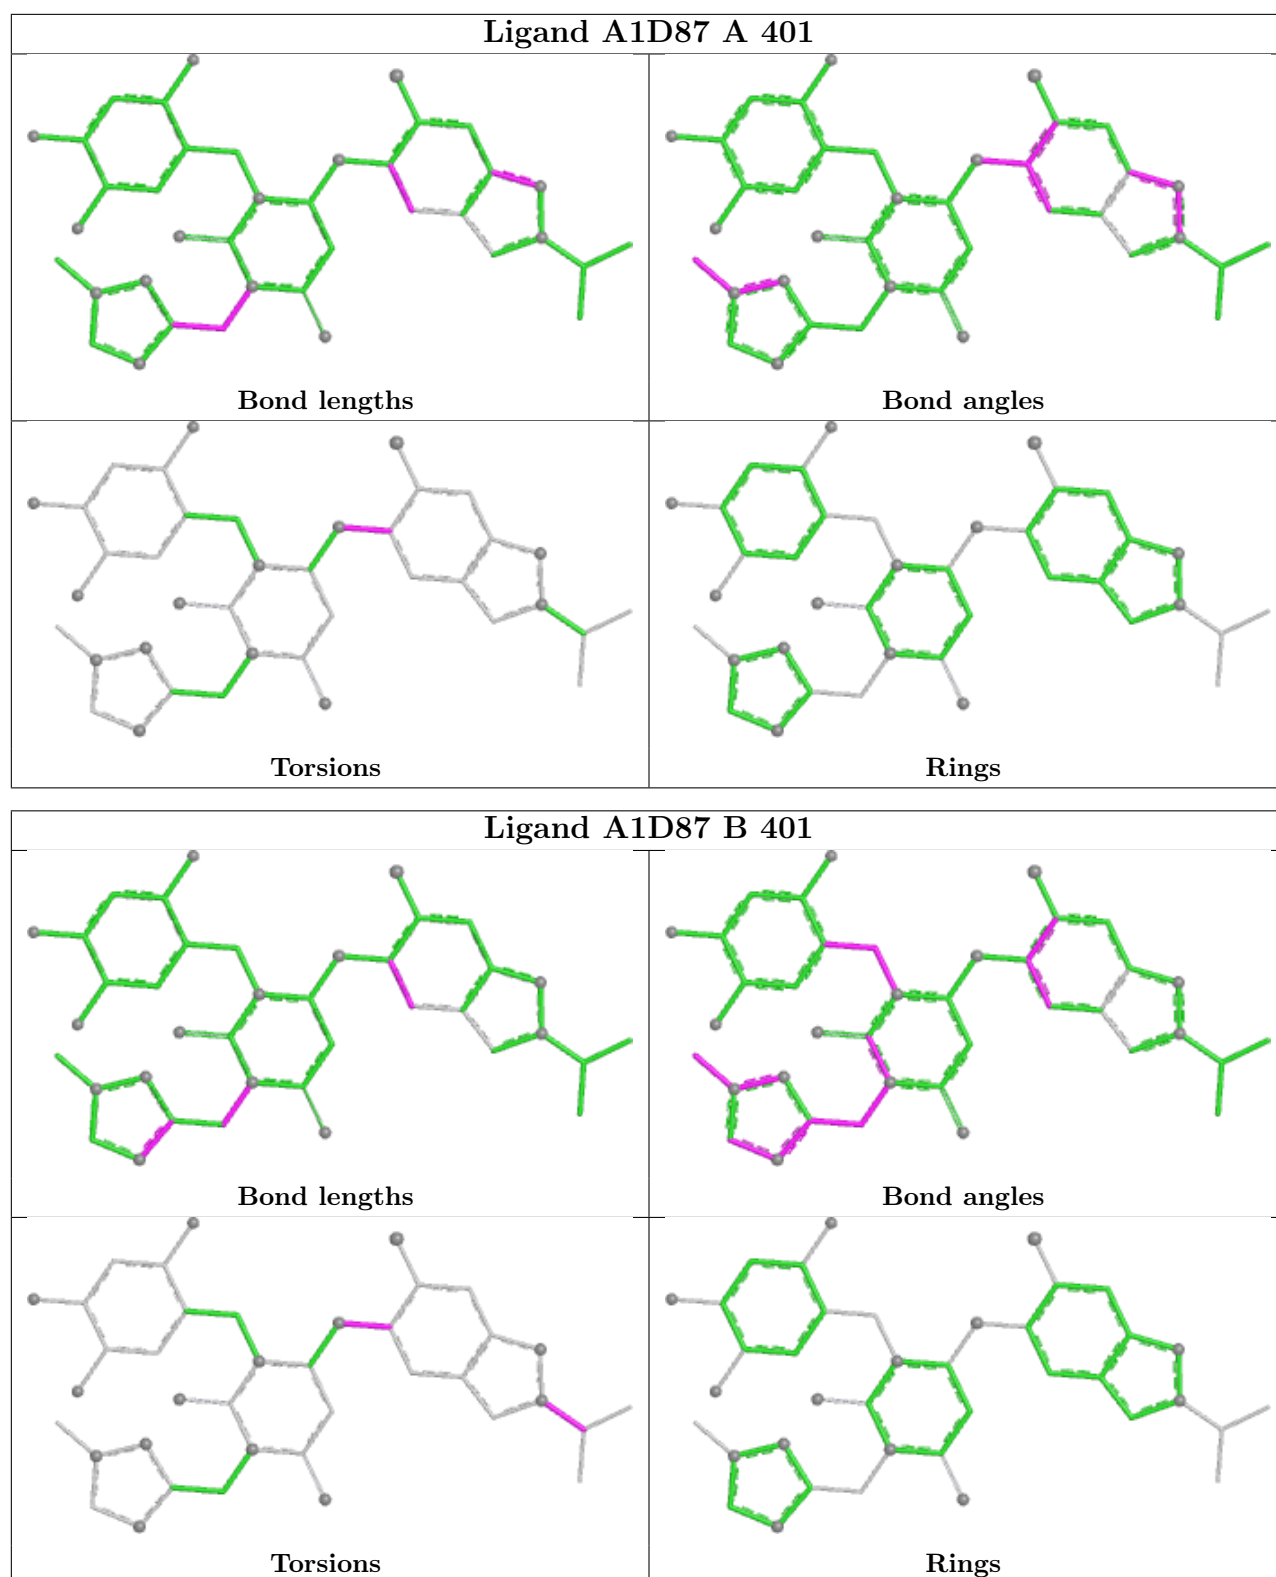 Ligand A1D87 A 401
Bond lengths
Bond angles
Torsions
Rings
Ligand A1D87 B 401
Bond lengths
Bond angles
Torsions
Rings